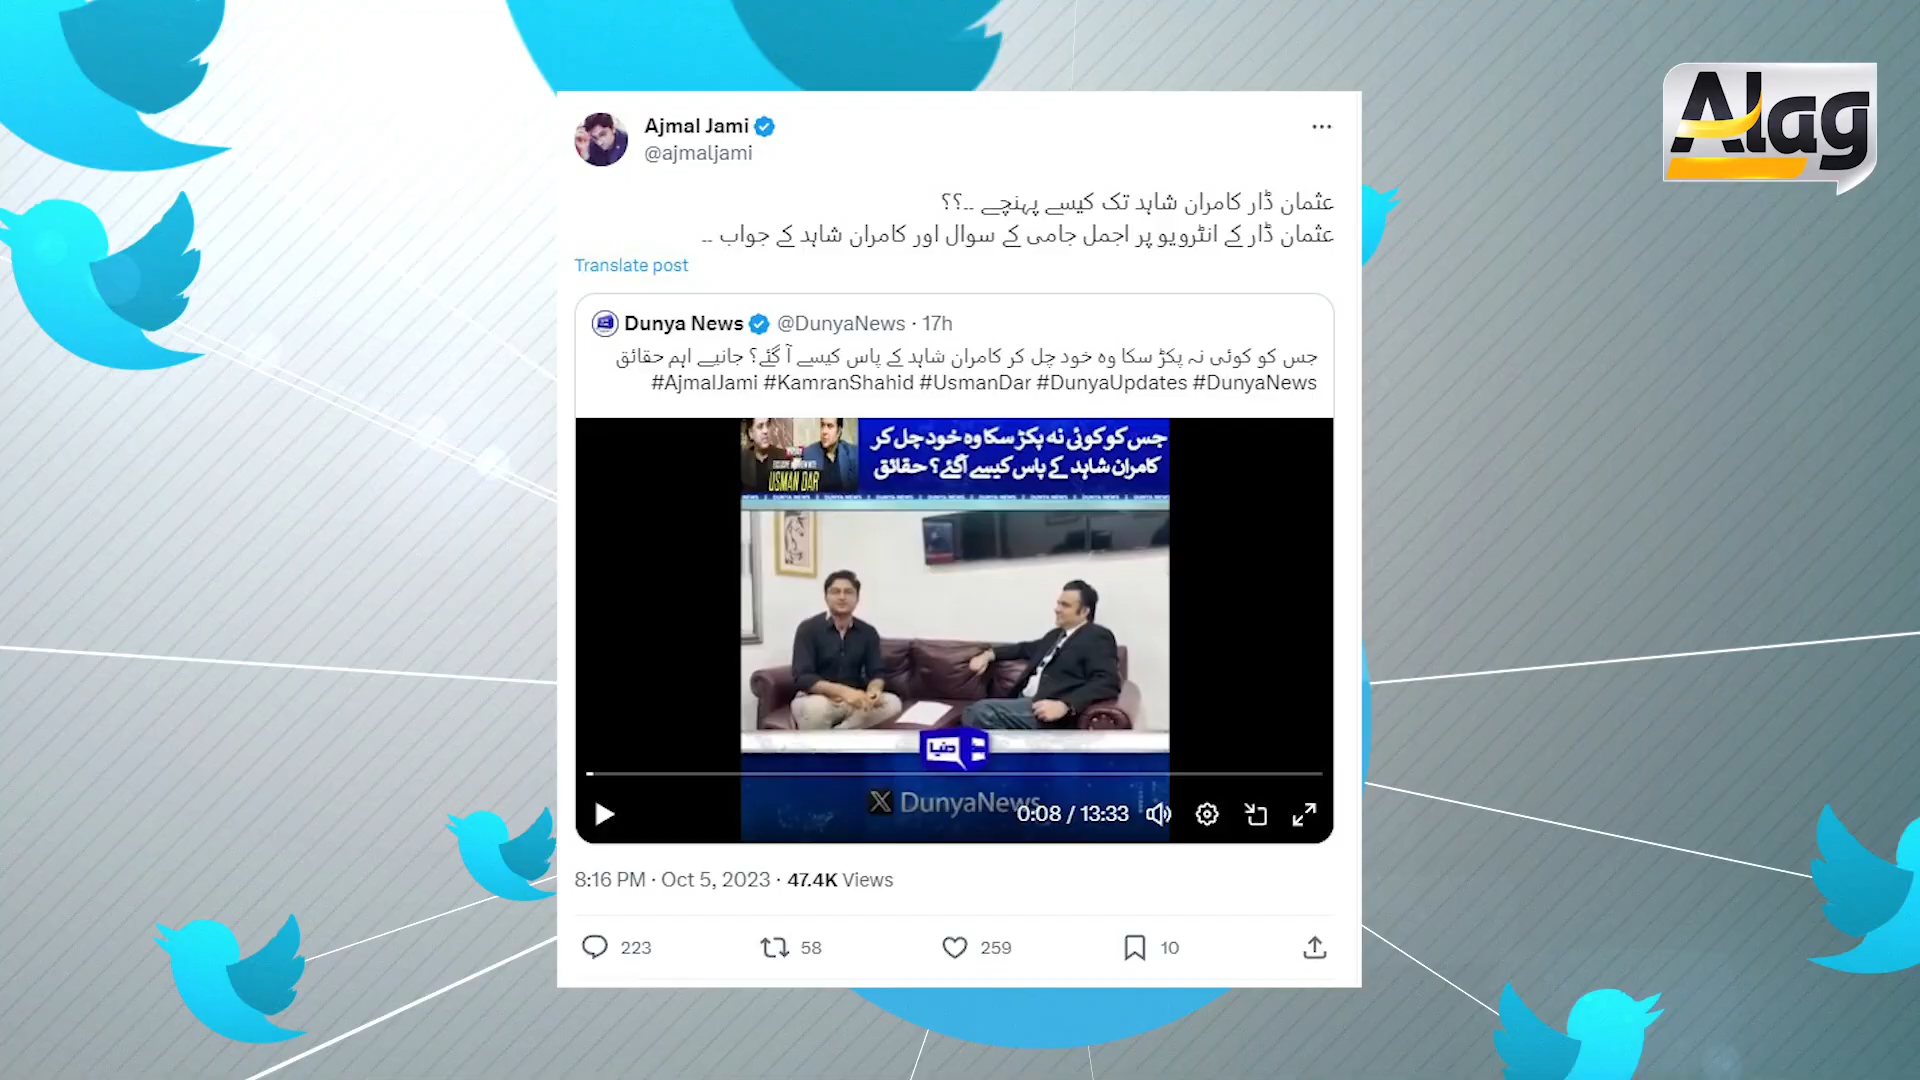 Alag
Ajmal Jami
@ajmaljami
عثمان ڈار کامران شاہد تک کیسے پہنچے ۔۔؟؟
عثمان ڈار کے انٹرویو پر اجمل جامی کے سوال اور کامران شاہد کے جواب ۔۔
Translate post
Dunya News @DunyaNews · 17h
جس کو کوئی نہ پکڑ سکا وہ خود چل کر کامران شاہد کے پاس کیسے آ گئے؟ جانیے اہم حقائق
#AjmalJami #KamranShahid #UsmanDar #DunyaUpdates #DunyaNews
جس کو کوئی نہ پکڑ سکا وہ خود چل کر
کامران شاہد کے پاس کیسے آگئے؟ حقائق
USMAN DAR
دنیا
X DunyaNews
0:08 / 13:33
8:16 PM · Oct 5, 2023 · 47.4K Views
223 58 259 10